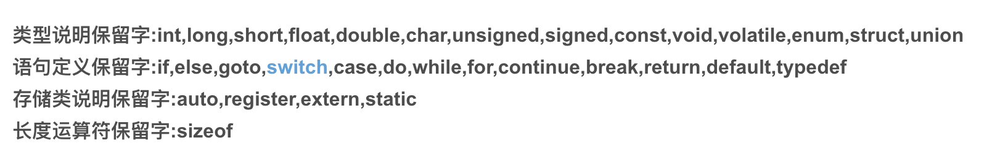 类型说明保留字:int,long,short,float,double,char,unsigned,signed,const,void,volatile,enum,struct,union
语句定义保留字:if,else,goto,switch,case,do,while,for,continue,break,return,default,typedef
存储类说明保留字:auto,register,extern,static
长度运算符保留字:sizeof